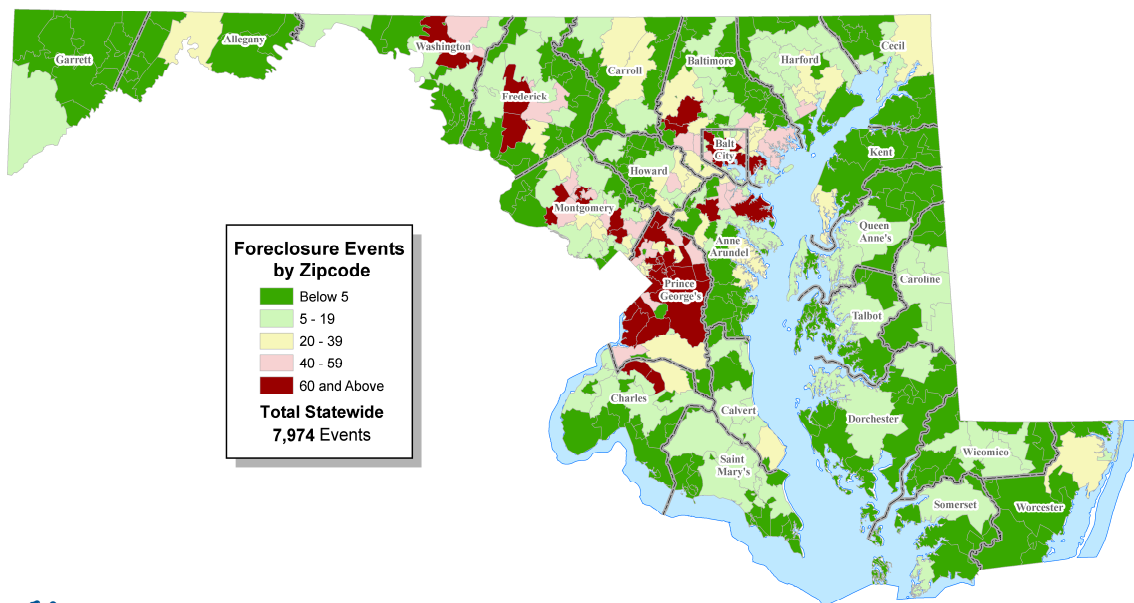 Garrett
Allegany
Washington
Frederick
Carroll
Baltimore
Harford
Cecil
Balt
City
Kent
Howard
Montgomery
Anne
Arundel
Queen
Anne's
Caroline
Prince
George's
Talbot
Charles
Calvert
Dorchester
Saint
Mary's
Wicomico
Somerset
Worcester
Foreclosure Events
by Zipcode
Below 5
5 - 19
20 - 39
40 - 59
60 and Above
Total Statewide
7,974 Events